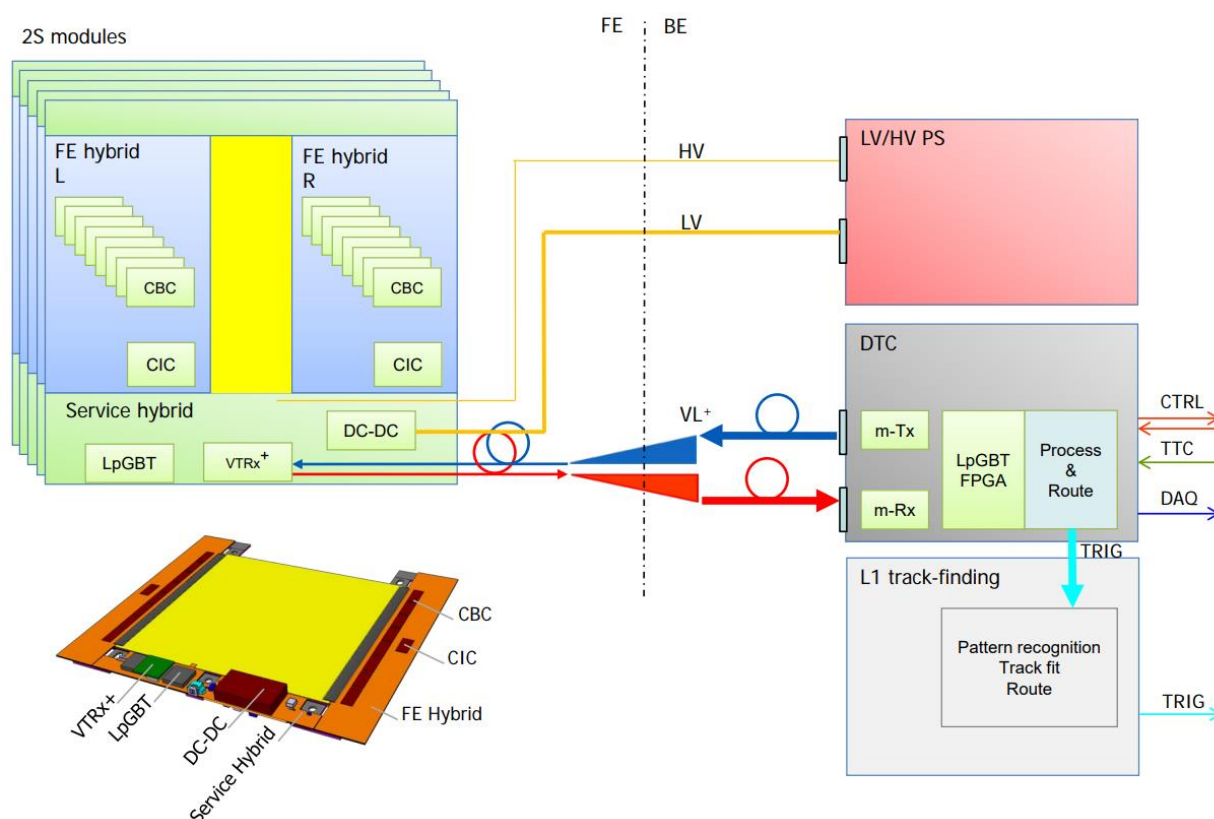 2S modules
FE
BE
FE hybrid
L
FE hybrid
R
CBC
CBC
CIC
CIC
Service hybrid
DC-DC
LpGBT
VTRx+
HV
LV
LV/HV PS
VL+
DTC
m-Tx
m-Rx
LpGBT
FPGA
Process
&
Route
CTRL
TTC
DAQ
TRIG
L1 track-finding
Pattern recognition
Track fit
Route
TRIG
CBC
CIC
FE Hybrid
VTRx+
LpGBT
DC-DC
Service Hybrid